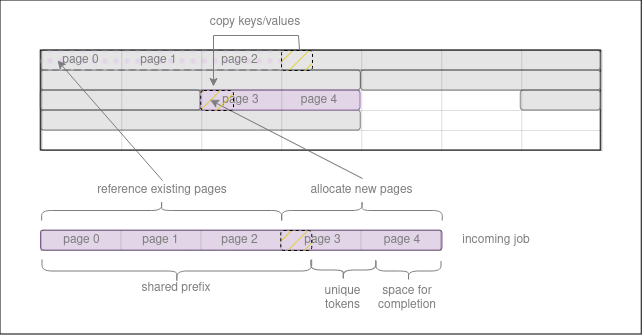 copy keys/values
page 0 page 1 page 2
page 3 page 4
reference existing pages allocate new pages
page 0 page 1 page 2 page 3 page 4 incoming job
shared prefix
unique tokens
space for completion